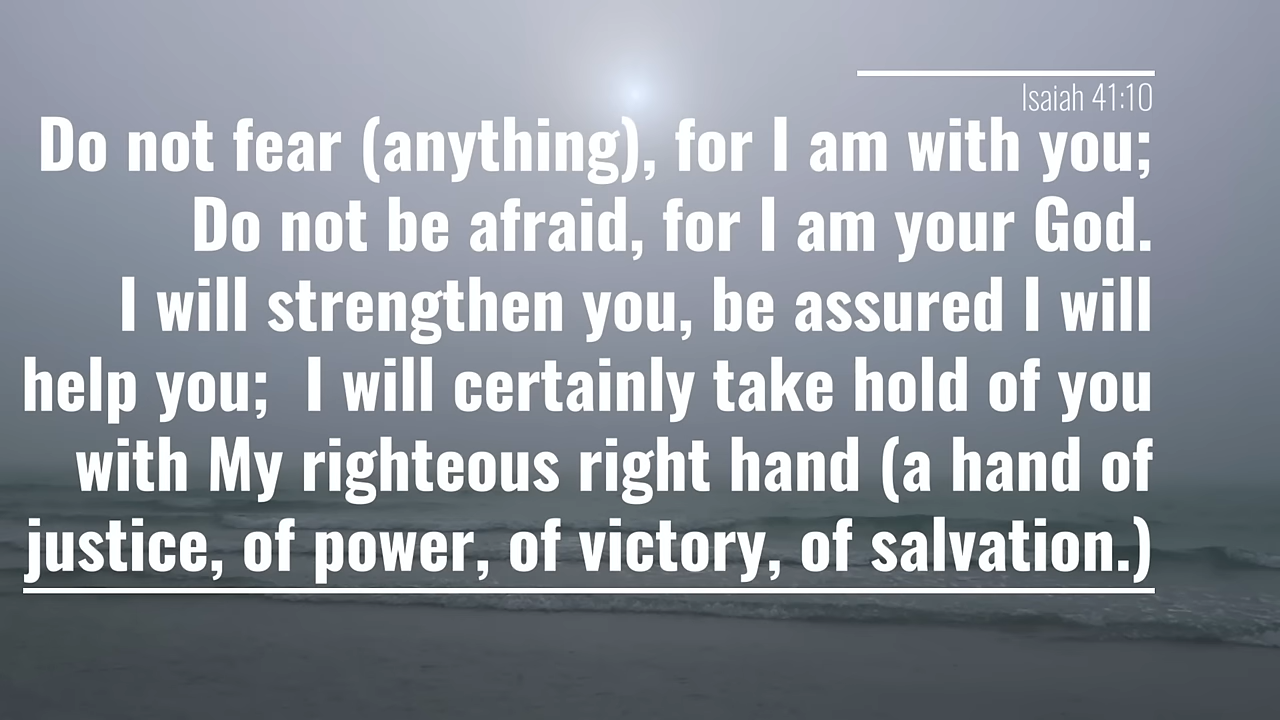 Isaiah 41:10
Do not fear (anything), for I am with you;
Do not be afraid, for I am your God.
I will strengthen you, be assured I will
help you;  I will certainly take hold of you
with My righteous right hand (a hand of
justice, of power, of victory, of salvation.)